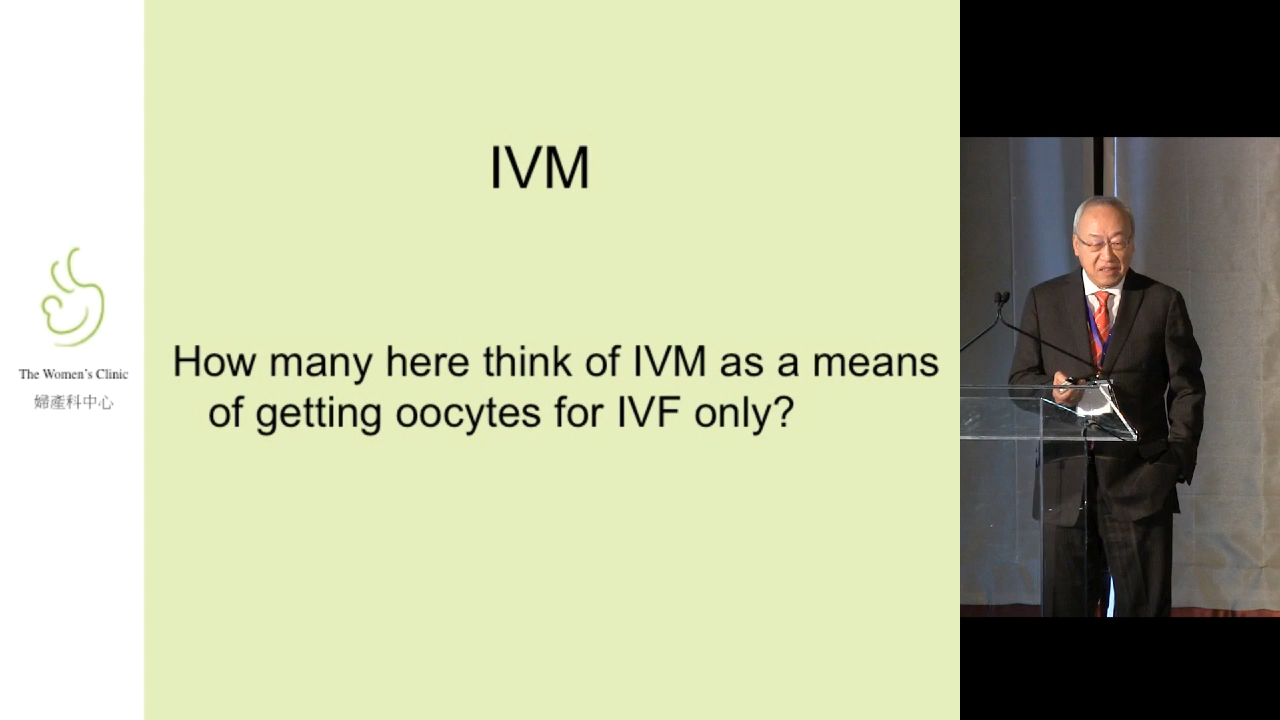 IVM
How many here think of IVM as a means
of getting oocytes for IVF only?
The Women's Clinic
婦產科中心